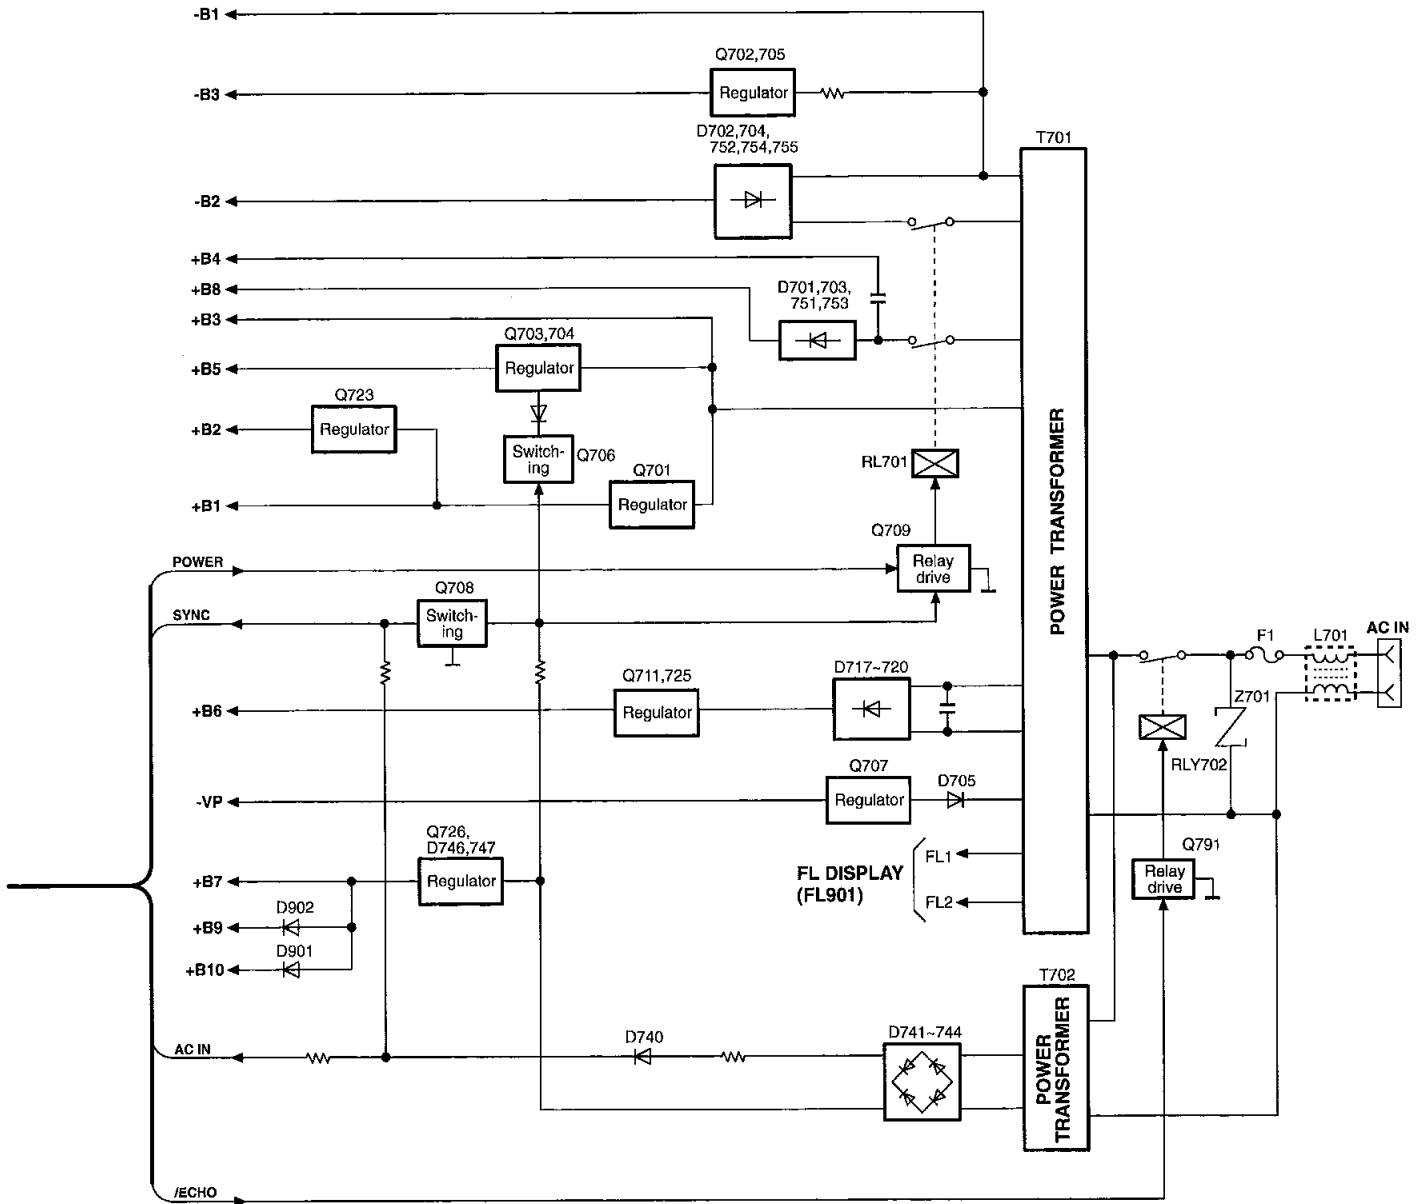 -B1
Q702,705
-B3
Regulator
D702,704,
752,754,755
T701
-B2
+B4
+B8
D701,703,
751,753
+B3
Q703,704
+B5
Regulator
Q723
+B2
Regulator
Switch-
ing
Q706
RL701
Q701
+B1
Regulator
POWER TRANSFORMER
Q709
POWER
Relay
drive
Q708
SYNC
Switch-
ing
F1
L701
AC IN
Q711,725
D717~720
Z701
+B6
Regulator
RLY702
Q707
D705
-VP
Regulator
Q726,
D746,747
Q791
FL1
FL DISPLAY
(FL901)
+B7
Regulator
Relay
drive
FL2
D902
+B9
D901
+B10
T702
D740
D741~744
AC IN
POWER
TRANSFORMER
/ECHO